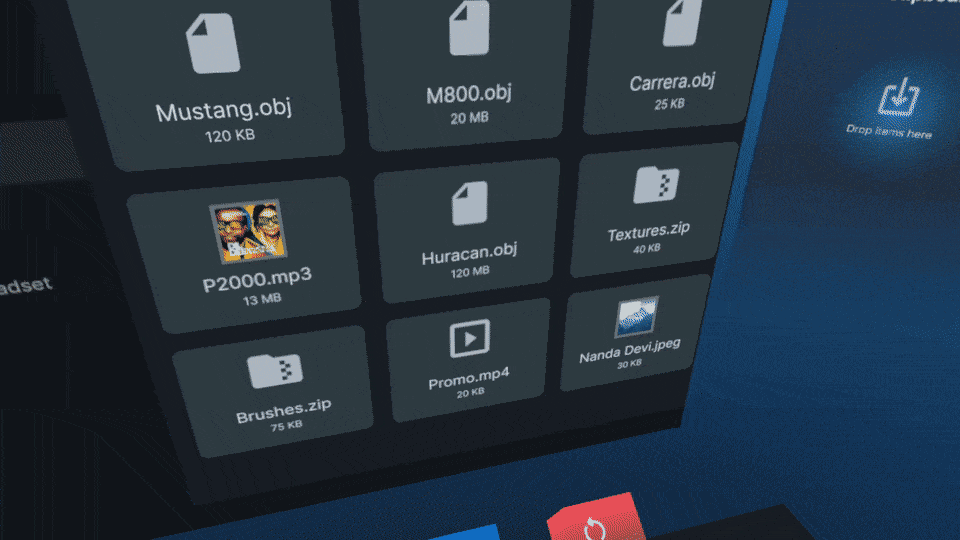 Mustang.obj
120 KB
M800.obj
20 MB
Carrera.obj
25 KB
Drop items here
P2000.mp3
13 MB
Huracan.obj
120 MB
Textures.zip
40 KB
adset
Brushes.zip
75 KB
Promo.mp4
20 KB
Nanda Devi.jpeg
30 KB